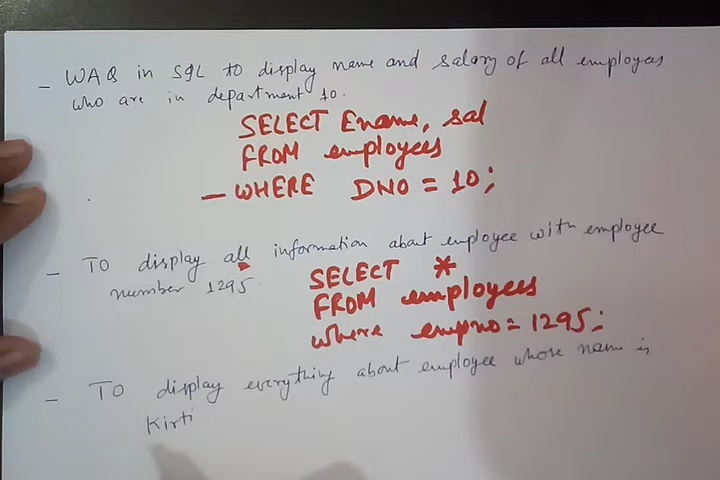 - WAQ in SQL to display name and salary of all employees
who are in department 10.
SELECT Ename, sal
FROM employees
- WHERE DNO = 10;
- TO display all information about employee with employee
number 1295.
SELECT *
FROM employees
where empno = 1295;
- TO display everything about employee whose name is
Kirti